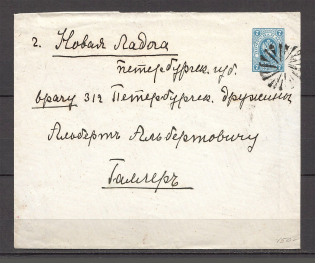 г. Новая Ладога
Петербургск. губ.
врачу 312 Петербургск. дружины
Альберту Альбертовичу
Галлеръ